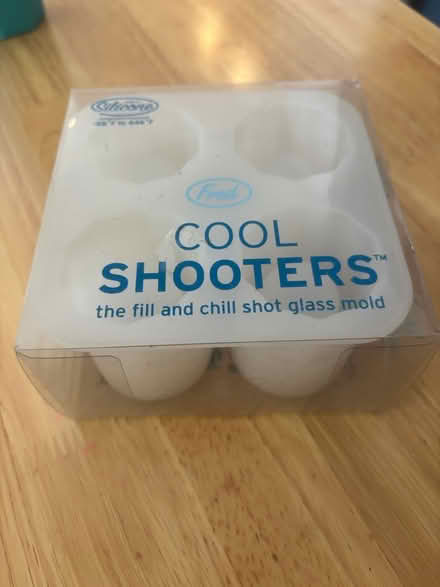 Silicone
Fred
COOL
SHOOTERS™
the fill and chill shot glass mold